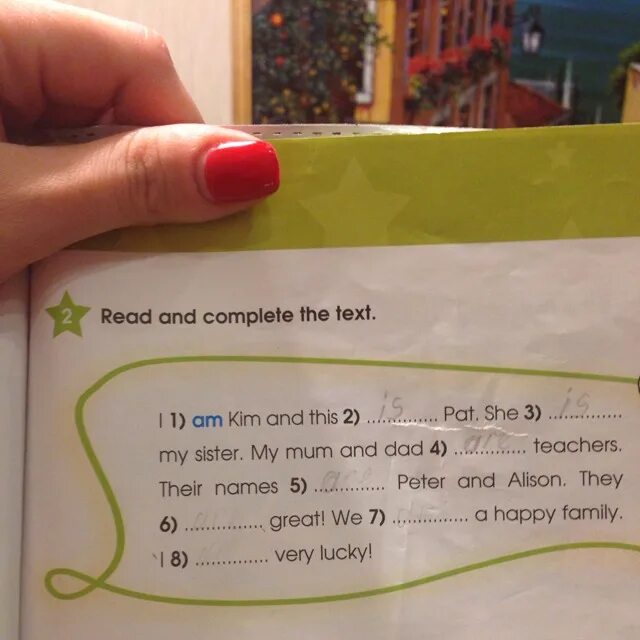 2 Read and complete the text.
I 1) am Kim and this 2) is Pat. She 3) is
my sister. My mum and dad 4) are teachers.
Their names 5) are Peter and Alison. They
6) .............. great! We 7) .............. a happy family.
I 8) .............. very lucky!